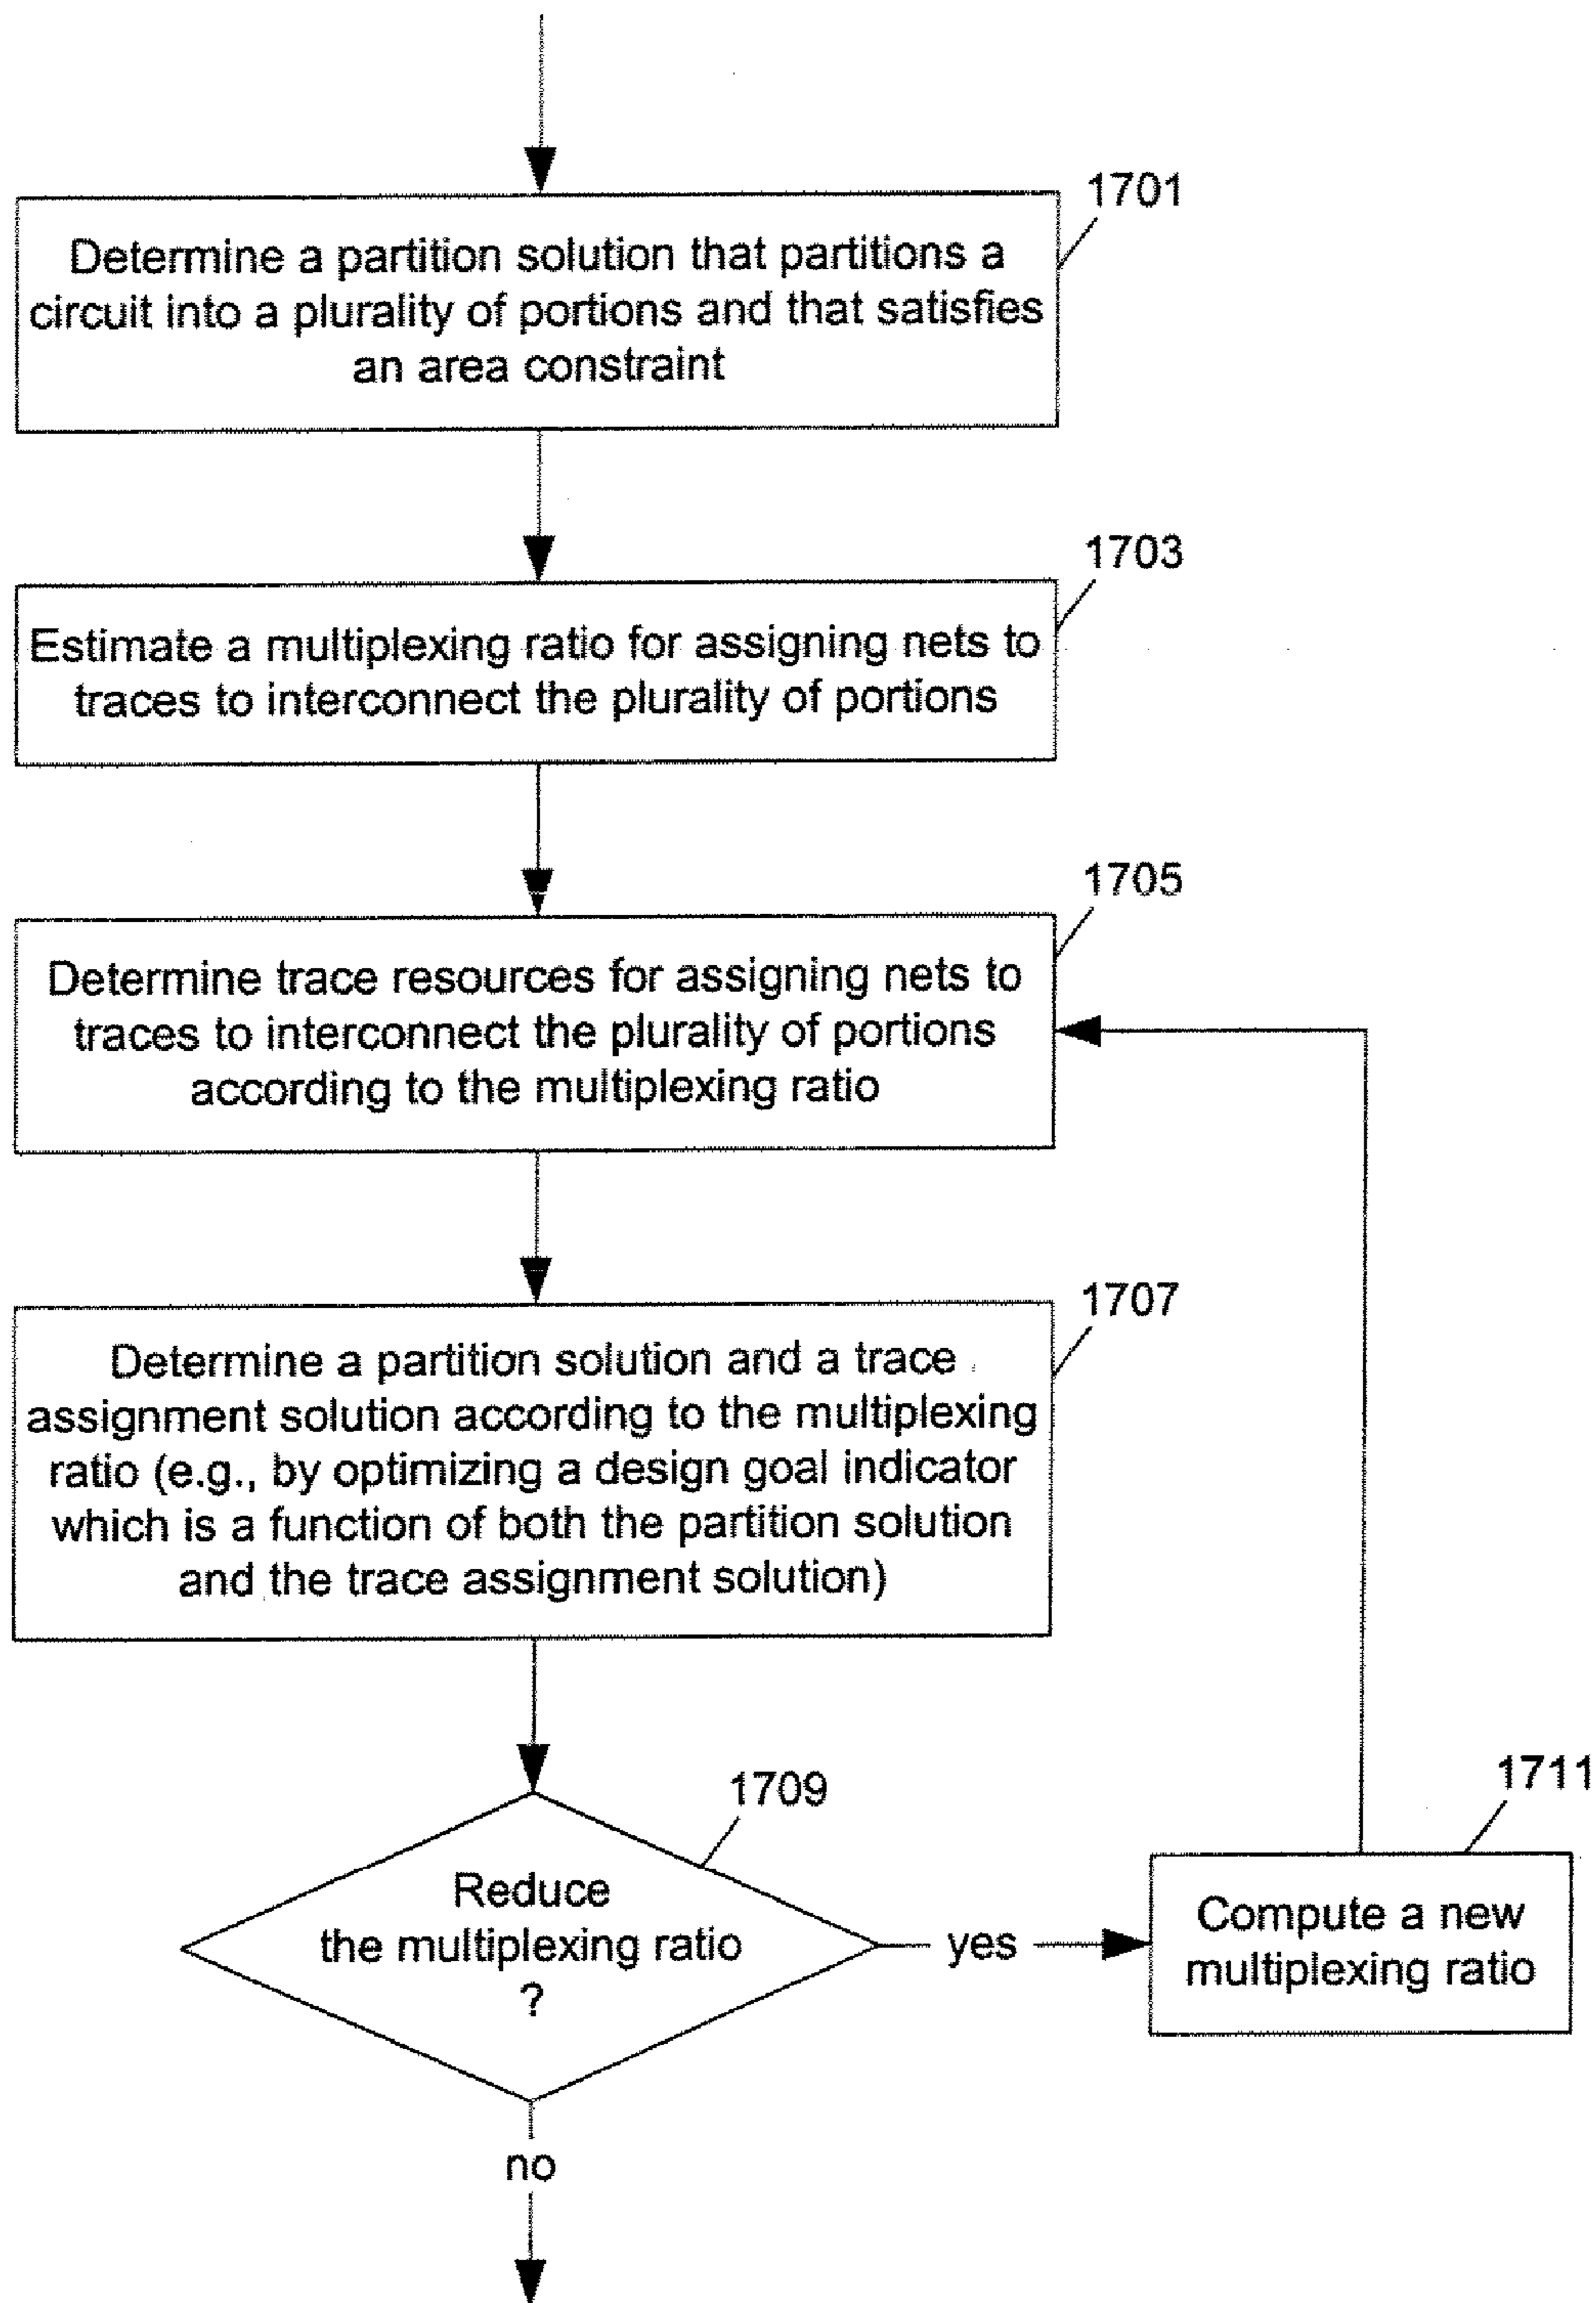 1701
Determine a partition solution that partitions a
circuit into a plurality of portions and that satisfies
an area constraint
1703
Estimate a multiplexing ratio for assigning nets to
traces to interconnect the plurality of portions
1705
Determine trace resources for assigning nets to
traces to interconnect the plurality of portions
according to the multiplexing ratio
1707
Determine a partition solution and a trace
assignment solution according to the multiplexing
ratio (e.g., by optimizing a design goal indicator
which is a function of both the partition solution
and the trace assignment solution)
1709
Reduce
the multiplexing ratio
?
yes
1711
Compute a new
multiplexing ratio
no